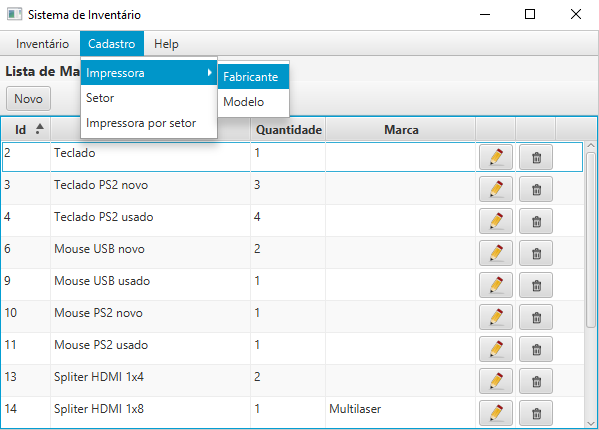 Sistema de Inventário
Inventário Cadastro Help
Lista de Ma
Impressora
Fabricante
Setor
Modelo
Impressora por setor
Novo
Id Quantidade Marca
2 Teclado 1
3 Teclado PS2 novo 3
4 Teclado PS2 usado 4
6 Mouse USB novo 2
9 Mouse USB usado 1
10 Mouse PS2 novo 1
11 Mouse PS2 usado 1
13 Spliter HDMI 1x4 2
14 Spliter HDMI 1x8 1 Multilaser